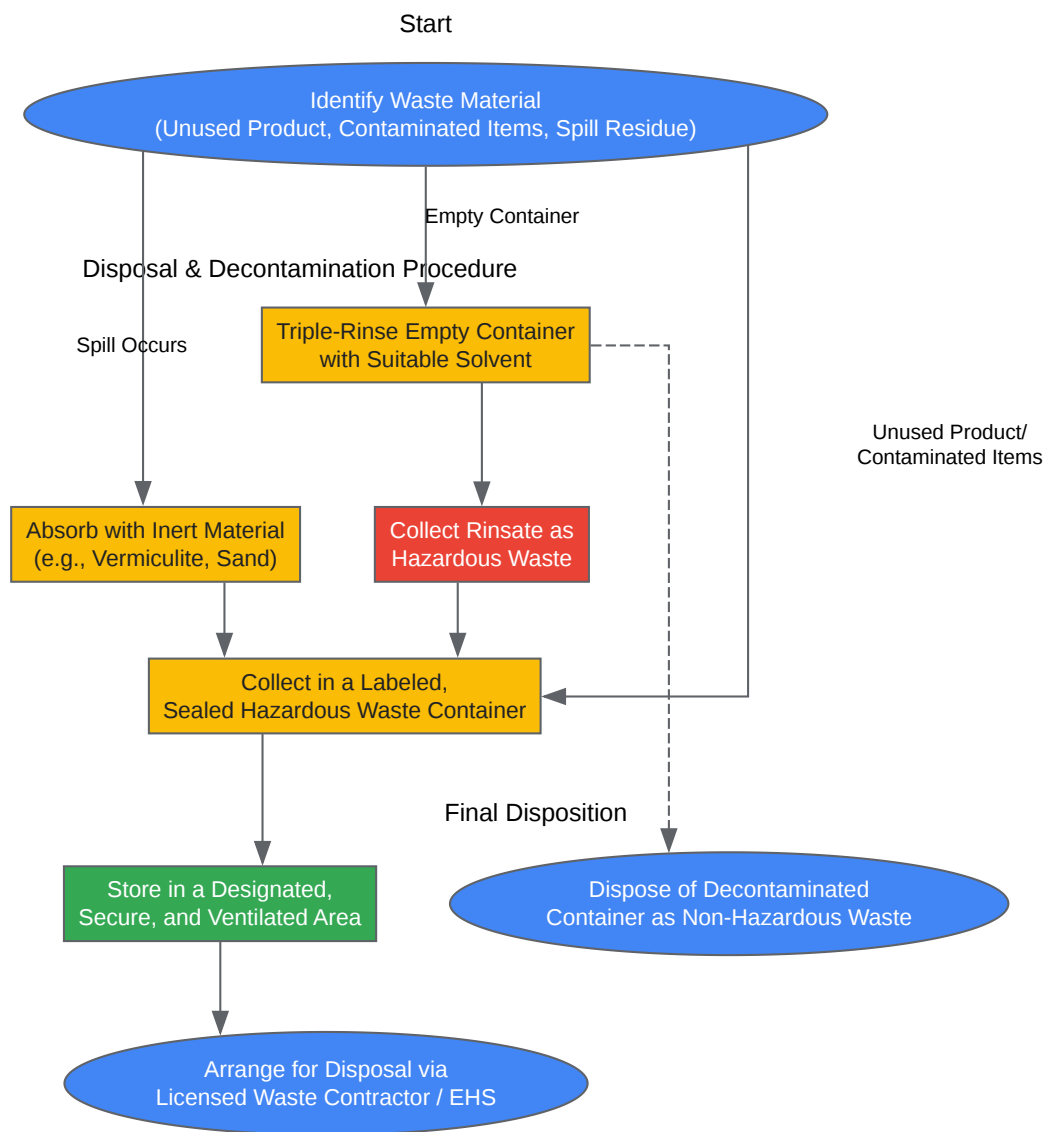 Start
Identify Waste Material
(Unused Product, Contaminated Items, Spill Residue)
Empty Container
Disposal & Decontamination Procedure
Triple-Rinse Empty Container
with Suitable Solvent
Spill Occurs
Unused Product/
Contaminated Items
Absorb with Inert Material
(e.g., Vermiculite, Sand)
Collect Rinsate as
Hazardous Waste
Collect in a Labeled,
Sealed Hazardous Waste Container
Final Disposition
Store in a Designated,
Secure, and Ventilated Area
Dispose of Decontaminated
Container as Non-Hazardous Waste
Arrange for Disposal via
Licensed Waste Contractor / EHS